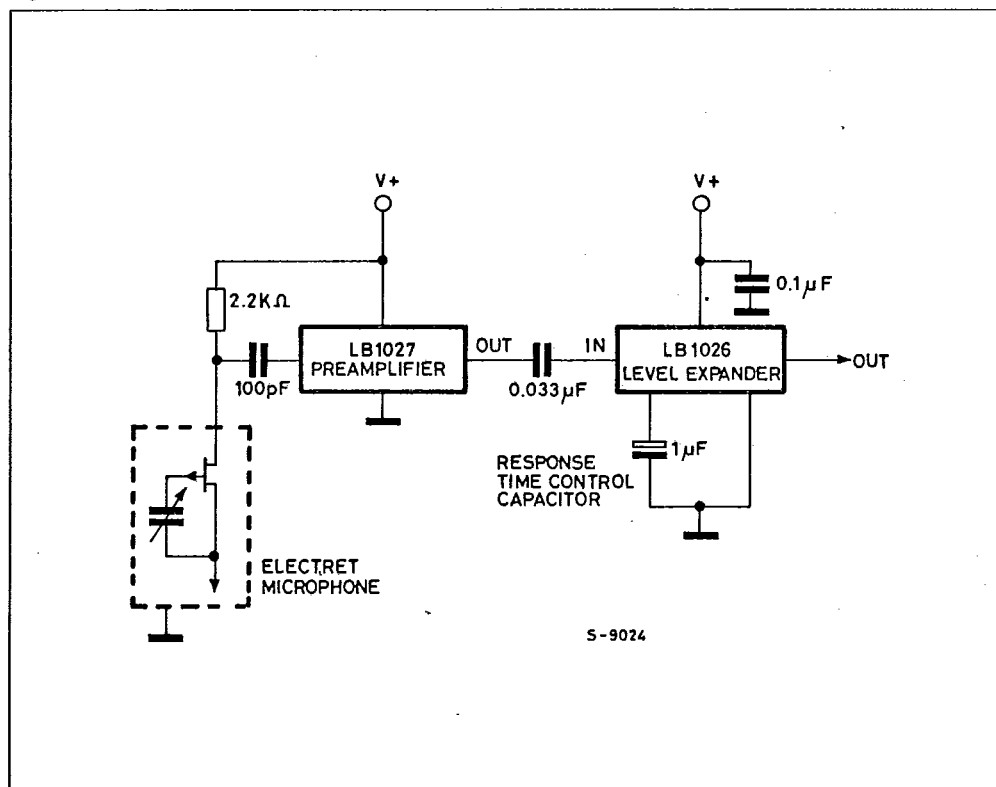 V+
V+
2.2KΩ
0.1µF
LB1027
PREAMPLIFIER
OUT
IN
LB1026
LEVEL EXPANDER
OUT
100pF
0.033µF
1µF
RESPONSE
TIME CONTROL
CAPACITOR
ELECTRET
MICROPHONE
S-9024